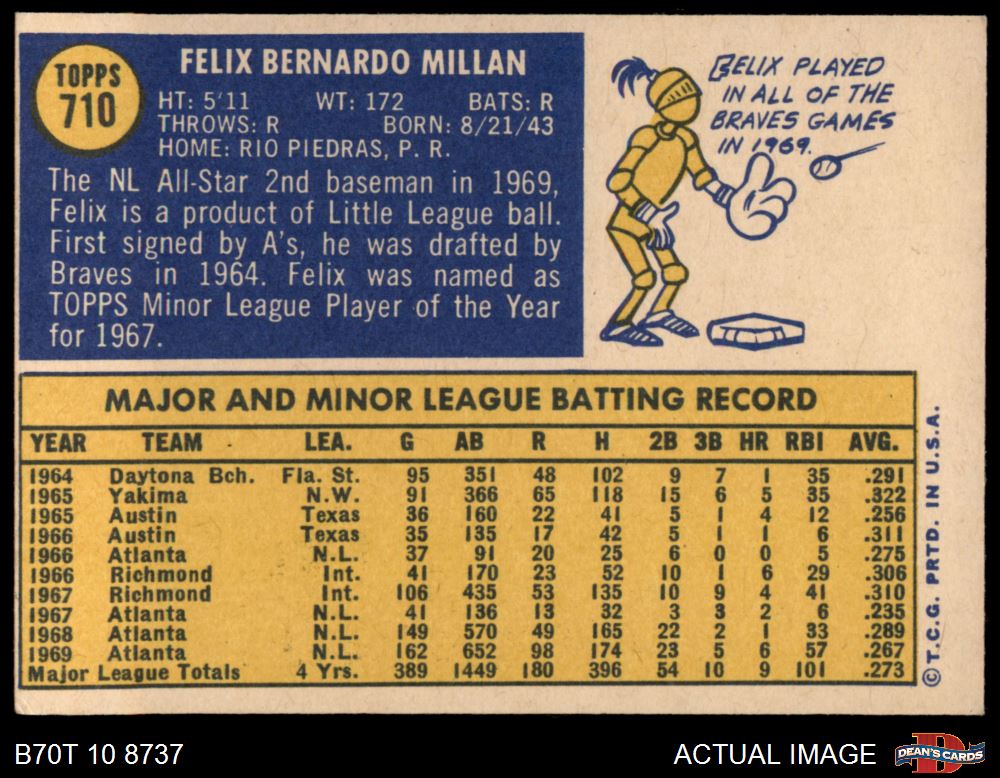 TOPPS
710
FELIX BERNARDO MILLAN
HT: 5'11 WT: 172 BATS: R
THROWS: R BORN: 8/21/43
HOME: RIO PIEDRAS, P. R.
The NL All-Star 2nd baseman in 1969,
Felix is a product of Little League ball.
First signed by A's, he was drafted by
Braves in 1964. Felix was named as
TOPPS Minor League Player of the Year
for 1967.
FELIX PLAYED
IN ALL OF THE
BRAVES GAMES
IN 1969.
MAJOR AND MINOR LEAGUE BATTING RECORD
YEAR TEAM LEA. G AB R H 2B 3B HR RBI AVG.
1964 Daytona Bch. Fla. St. 95 351 48 102 9 7 1 35 .291
1965 Yakima N.W. 91 366 65 118 15 6 5 35 .322
1965 Austin Texas 36 160 22 41 5 1 4 12 .256
1966 Austin Texas 35 135 17 42 5 1 1 6 .311
1966 Atlanta N.L. 37 91 20 25 6 0 0 5 .275
1966 Richmond Int. 41 170 23 52 10 1 6 29 .306
1967 Richmond Int. 106 435 53 135 10 9 4 41 .310
1967 Atlanta N.L. 41 136 13 32 3 3 2 6 .235
1968 Atlanta N.L. 149 570 49 165 22 2 1 33 .289
1969 Atlanta N.L. 162 652 98 174 23 5 6 57 .267
Major League Totals 4 Yrs. 389 1449 180 396 54 10 9 101 .273
©T.C.G. PRTD. IN U.S.A.
B70T 10 8737
ACTUAL IMAGE
DEAN'S CARDS